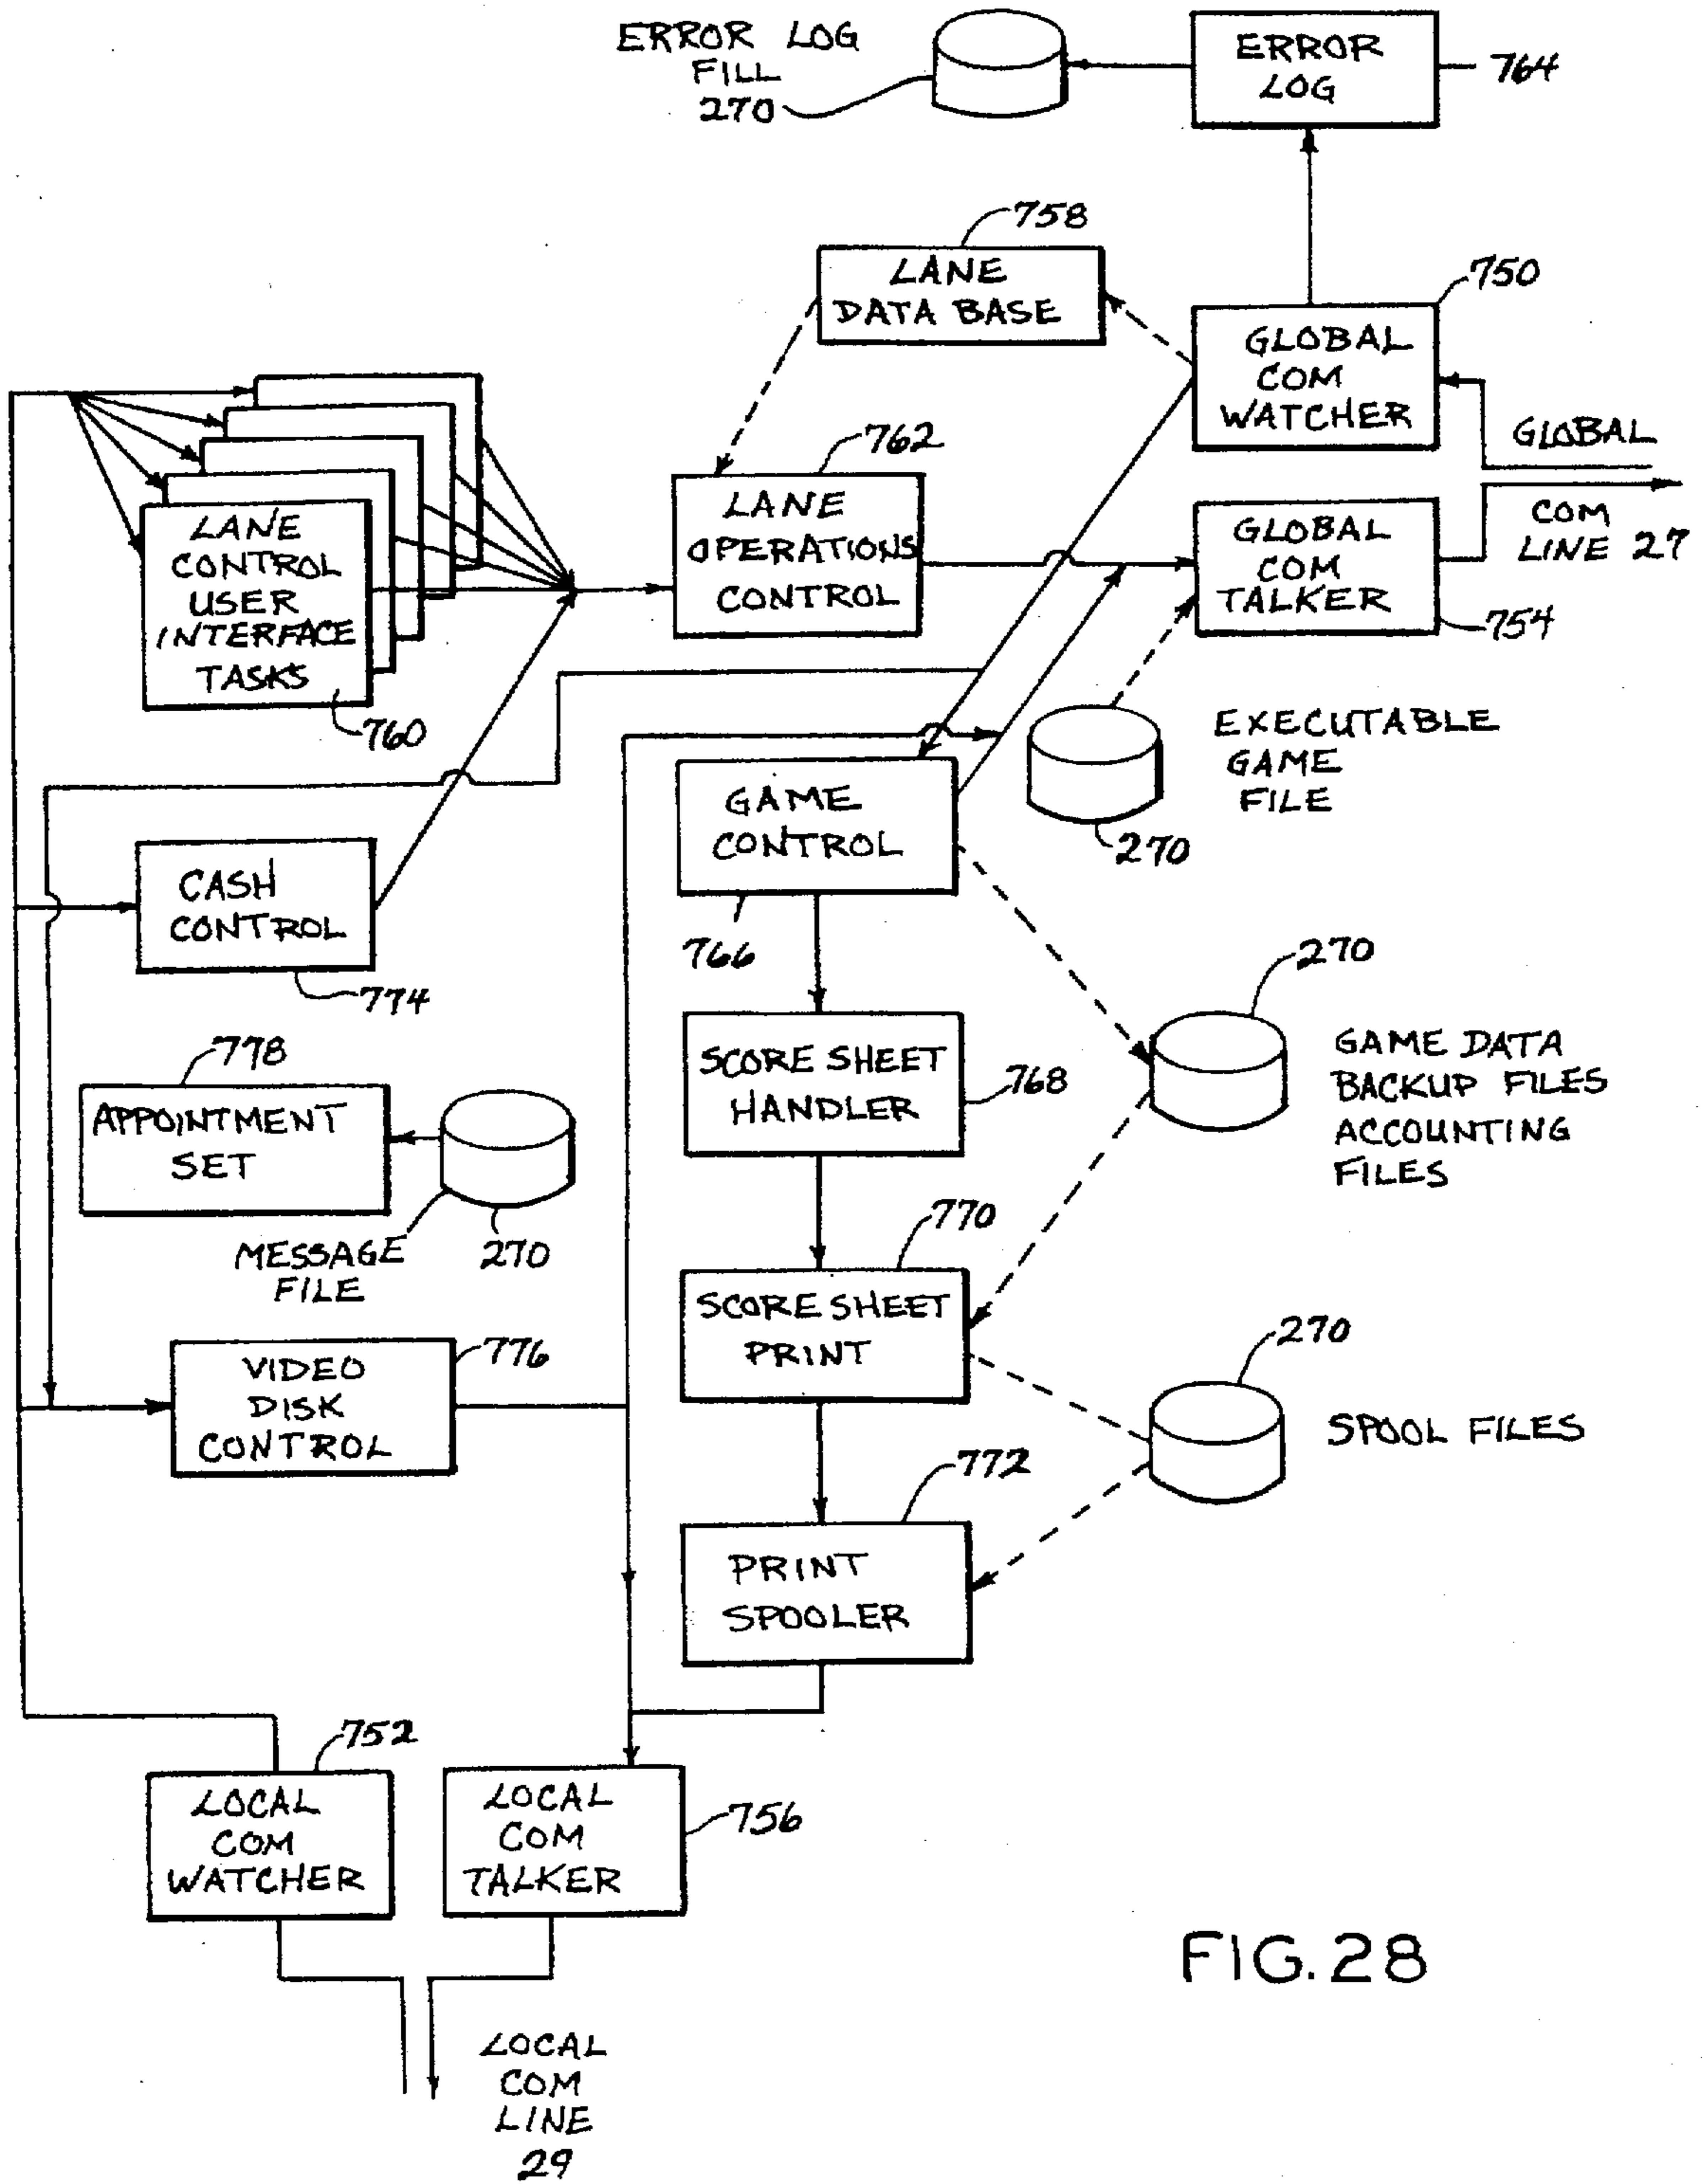 ERROR LOG
FILL
270
ERROR
LOG
764
758
LANE
DATA BASE
750
GLOBAL
COM
WATCHER
GLOBAL
COM
LINE 27
762
LANE
OPERATIONS
CONTROL
GLOBAL
COM
TALKER
754
LANE
CONTROL
USER
INTERFACE
TASKS
760
EXECUTABLE
GAME
FILE
270
GAME
CONTROL
766
CASH
CONTROL
774
270
GAME DATA
BACKUP FILES
ACCOUNTING
FILES
SCORE SHEET
HANDLER
768
778
APPOINTMENT
SET
MESSAGE
FILE
270
770
SCORE SHEET
PRINT
270
SPOOL FILES
776
VIDEO
DISK
CONTROL
772
PRINT
SPOOLER
752
LOCAL
COM
WATCHER
LOCAL
COM
TALKER
756
LOCAL
COM
LINE
29
FIG. 28